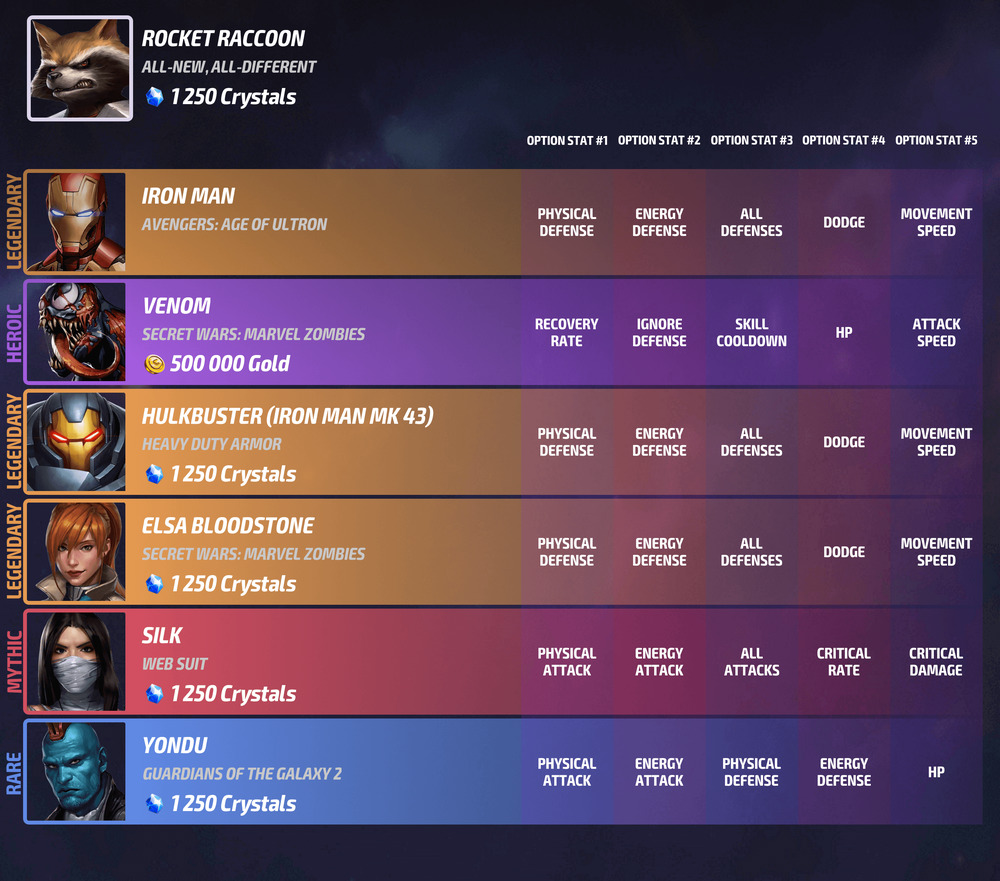 ROCKET RACCOON
ALL-NEW, ALL-DIFFERENT
1 250 Crystals
OPTION STAT #1 OPTION STAT #2 OPTION STAT #3 OPTION STAT #4 OPTION STAT #5
LEGENDARY
IRON MAN
AVENGERS: AGE OF ULTRON
PHYSICAL DEFENSE
ENERGY DEFENSE
ALL DEFENSES
DODGE
MOVEMENT SPEED
HEROIC
VENOM
SECRET WARS: MARVEL ZOMBIES
500 000 Gold
RECOVERY RATE
IGNORE DEFENSE
SKILL COOLDOWN
HP
ATTACK SPEED
LEGENDARY
HULKBUSTER (IRON MAN MK 43)
HEAVY DUTY ARMOR
1 250 Crystals
PHYSICAL DEFENSE
ENERGY DEFENSE
ALL DEFENSES
DODGE
MOVEMENT SPEED
LEGENDARY
ELSA BLOODSTONE
SECRET WARS: MARVEL ZOMBIES
1 250 Crystals
PHYSICAL DEFENSE
ENERGY DEFENSE
ALL DEFENSES
DODGE
MOVEMENT SPEED
MYTHIC
SILK
WEB SUIT
1 250 Crystals
PHYSICAL ATTACK
ENERGY ATTACK
ALL ATTACKS
CRITICAL RATE
CRITICAL DAMAGE
RARE
YONDU
GUARDIANS OF THE GALAXY 2
1 250 Crystals
PHYSICAL ATTACK
ENERGY ATTACK
PHYSICAL DEFENSE
ENERGY DEFENSE
HP